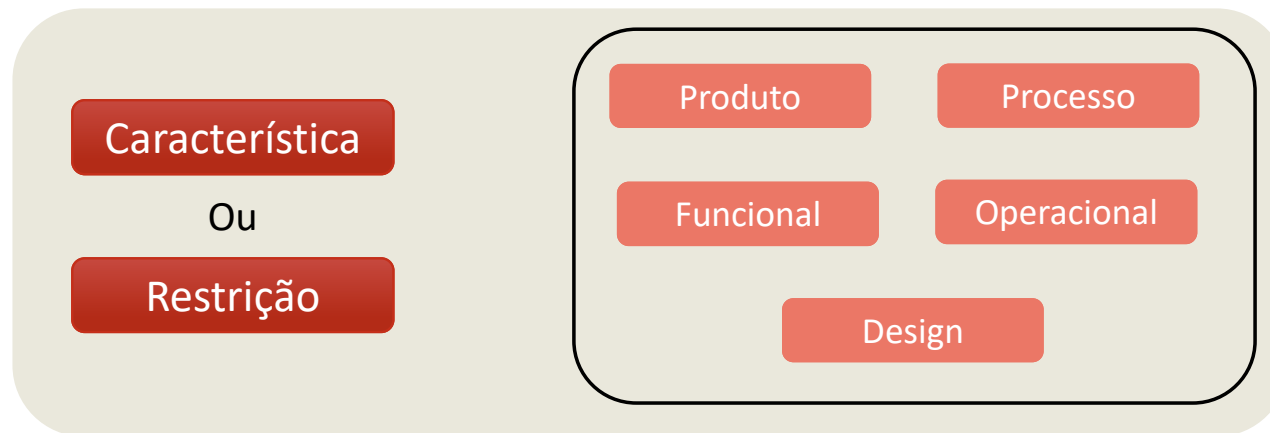 Característica
Ou
Restrição
Produto
Processo
Funcional
Operacional
Design